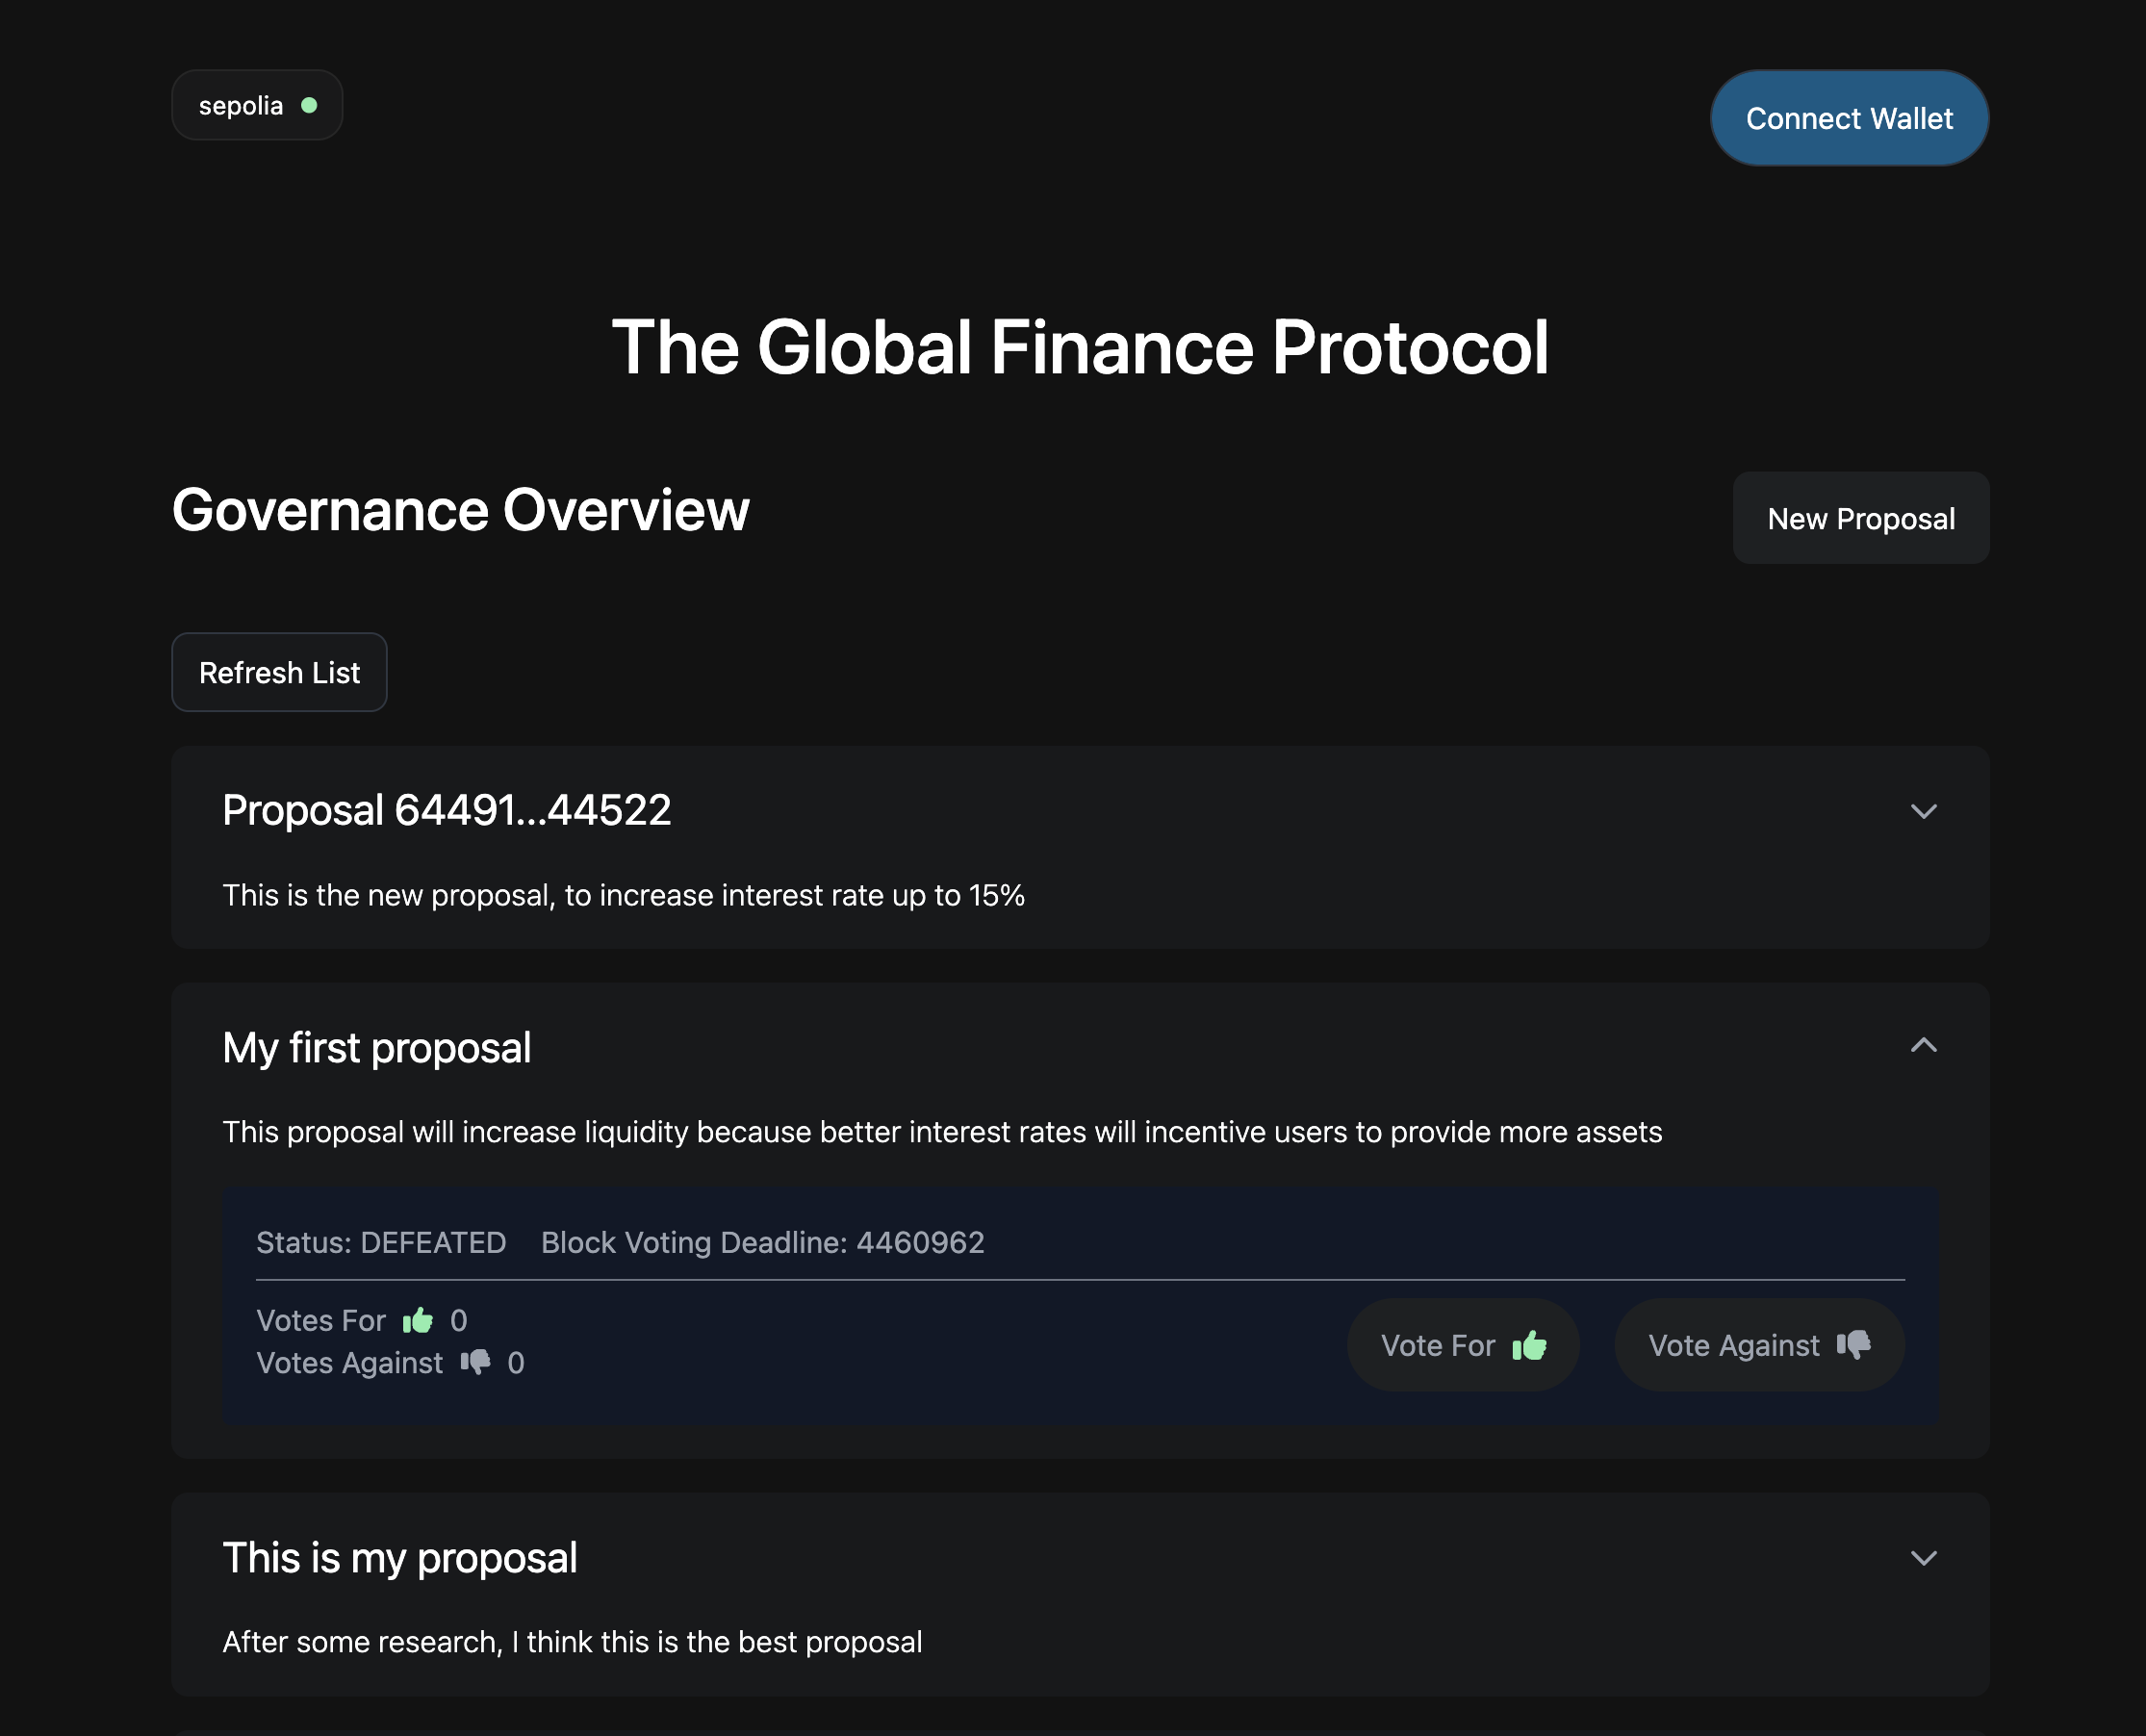 sepolia
Connect Wallet
The Global Finance Protocol
Governance Overview
New Proposal
Refresh List
Proposal 64491...44522
This is the new proposal, to increase interest rate up to 15%
My first proposal
This proposal will increase liquidity because better interest rates will incentive users to provide more assets
Status: DEFEATED Block Voting Deadline: 4460962
Votes For 0
Votes Against 0
Vote For
Vote Against
This is my proposal
After some research, I think this is the best proposal